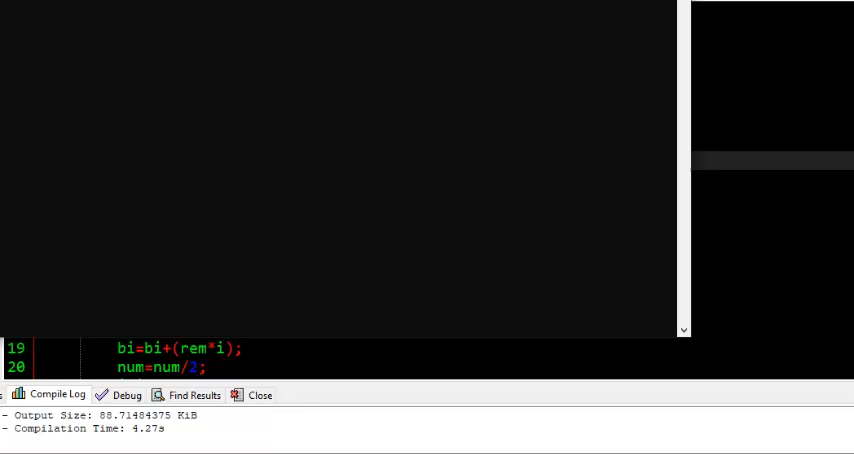 19 bi=bi+(rem*i);
20 num=num/2;
Compile Log Debug Find Results Close
- Output Size: 88.71484375 KiB
- Compilation Time: 4.27s